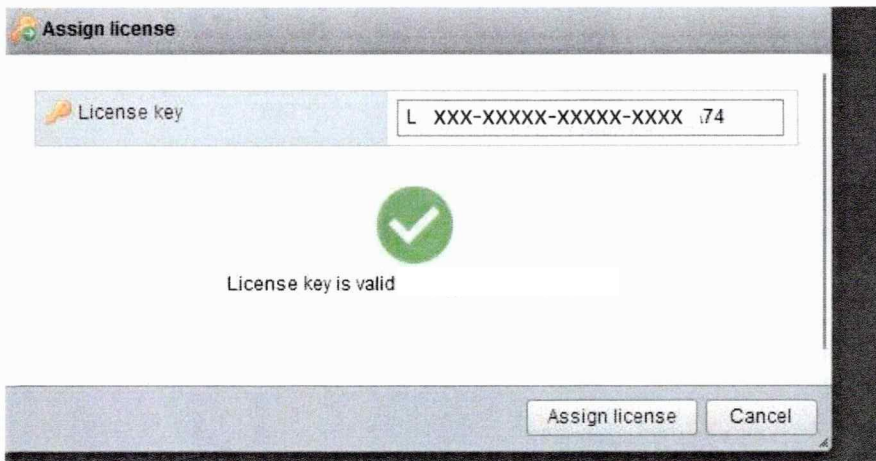 Assign license
License key
L XXX-XXXXX-XXXXX-XXXX 74
License key is valid
Assign license Cancel